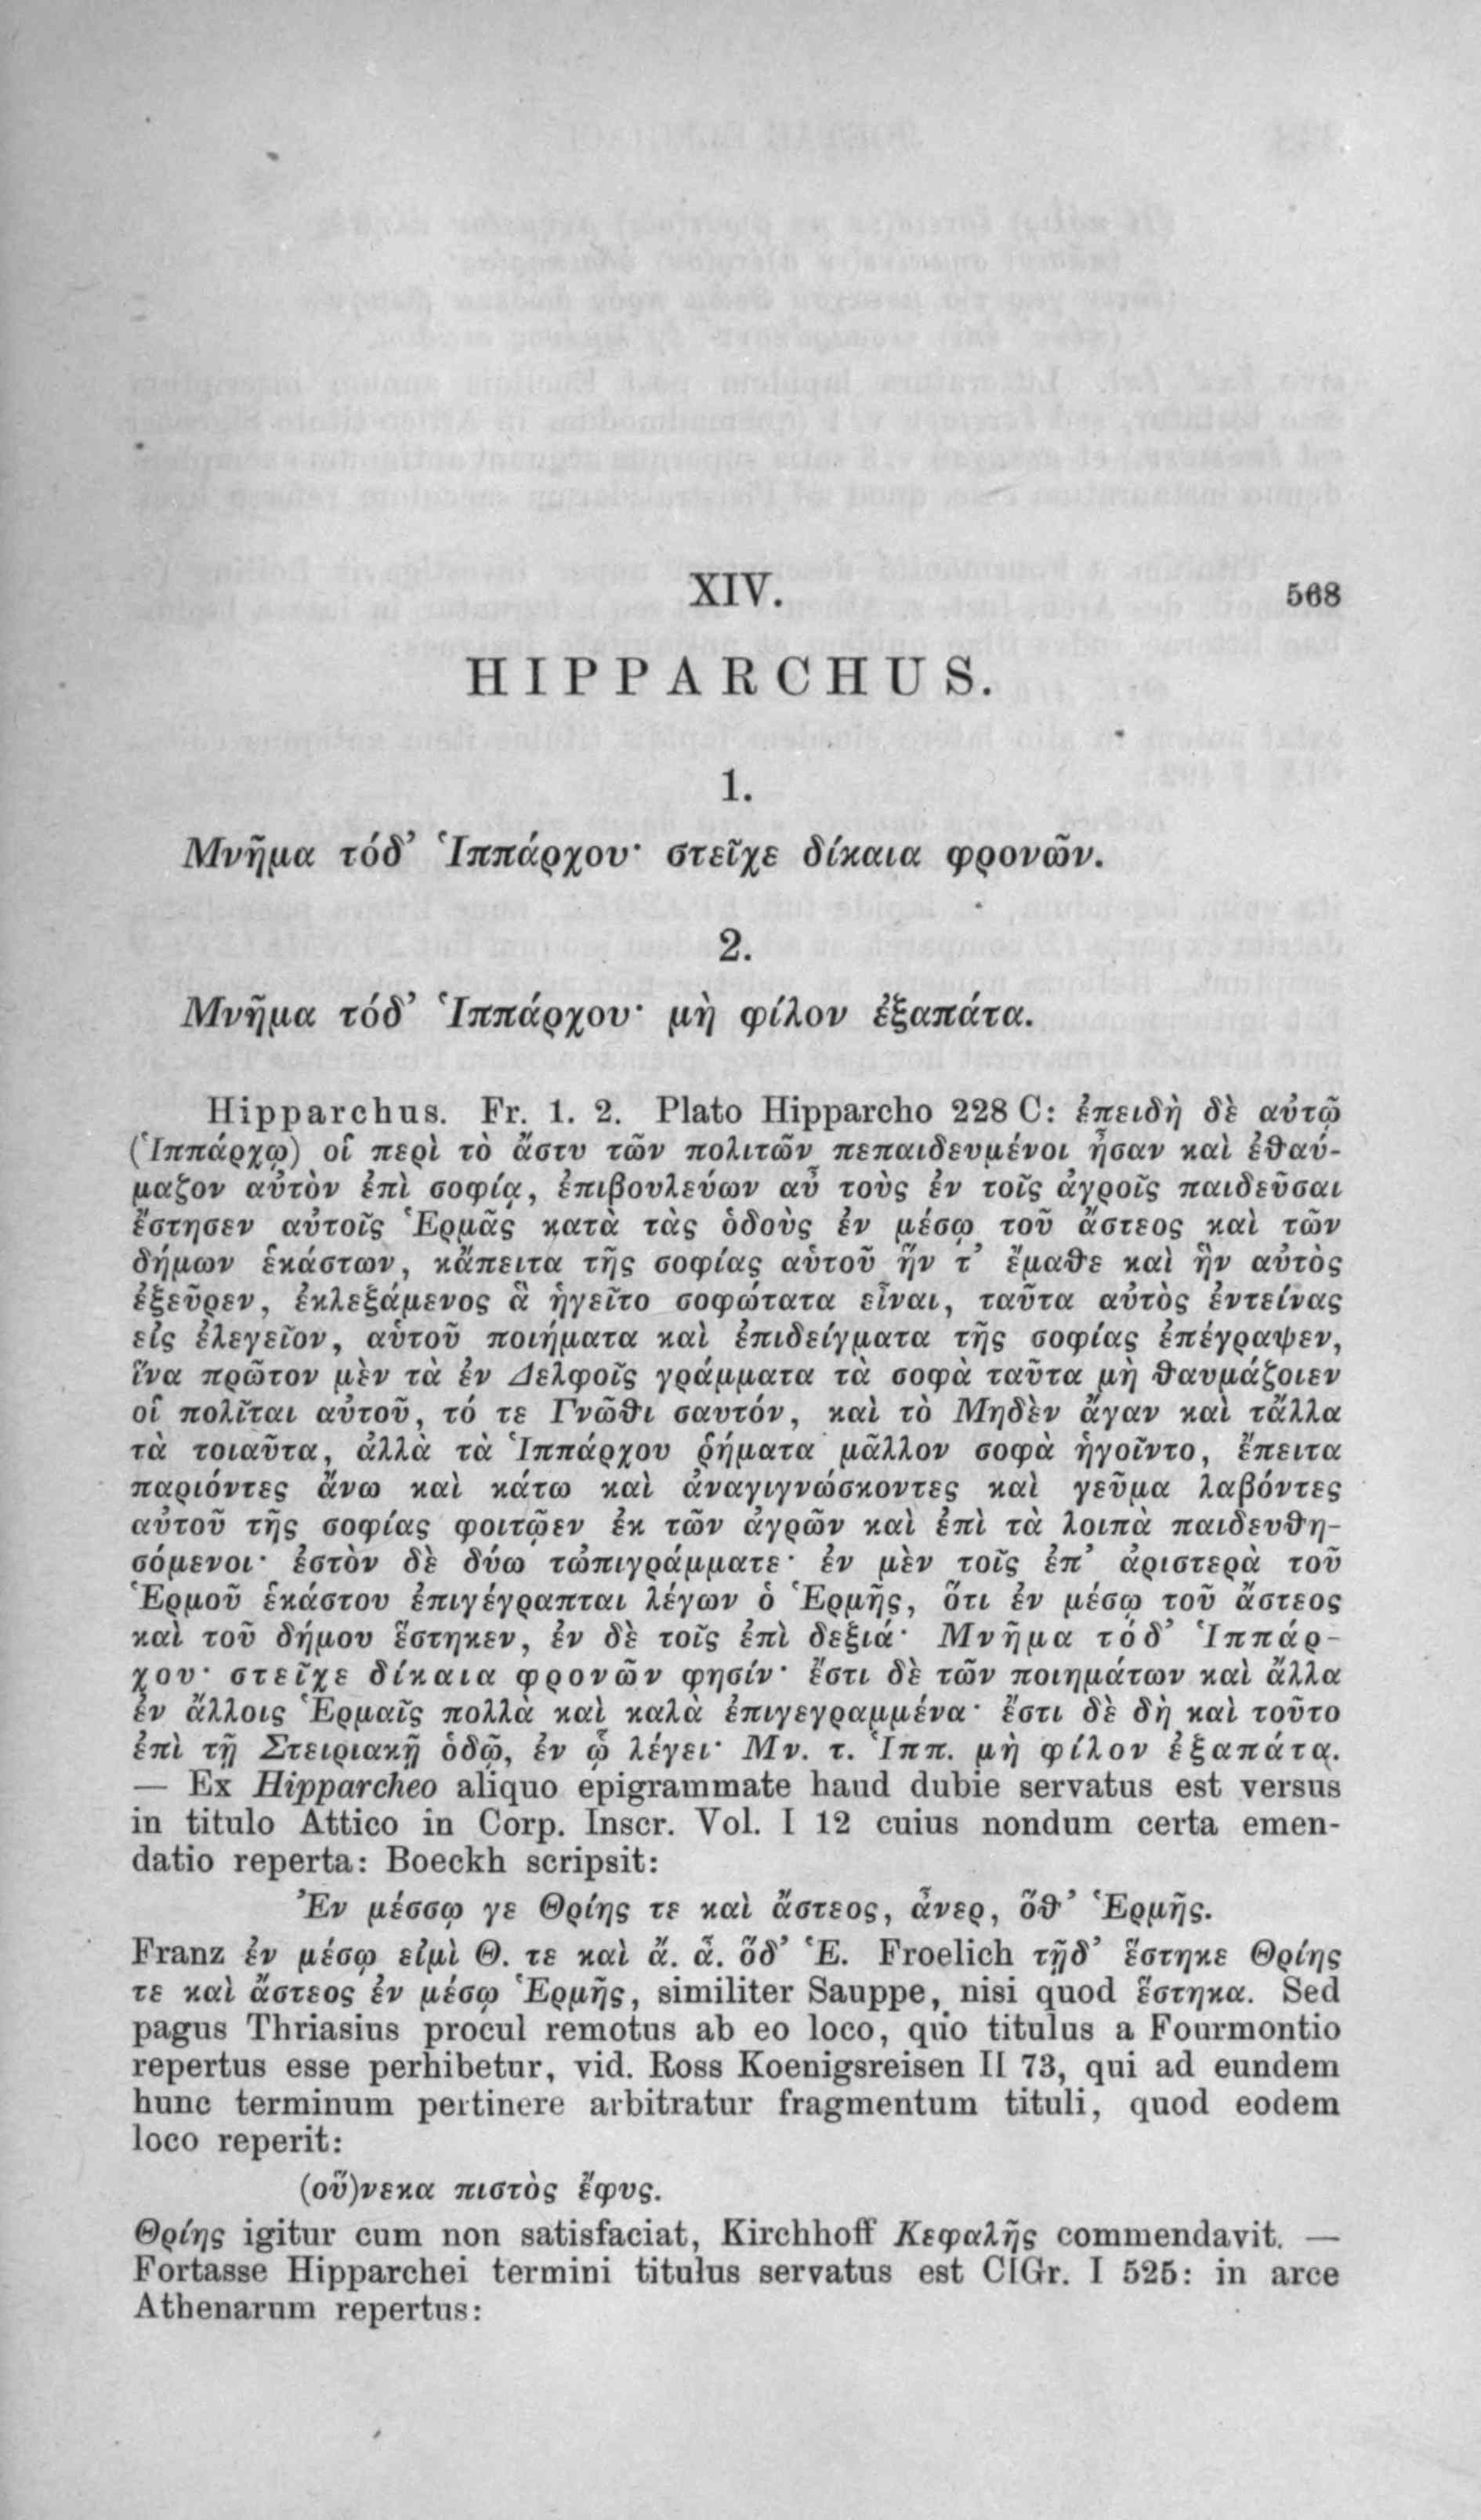 XIV. 568
HIPPARCHUS.
1.
Μνῆμα τόδ’ Ἱππάρχου· στεῖχε δίκαια φρονῶν.
2.
Μνῆμα τόδ’ Ἱππάρχου· μὴ φίλον ἐξαπάτα.
Hipparchus. Fr. 1. 2. Plato Hipparcho 228 C: ἐπειδὴ δὲ αὐτῷ
(Ἱππάρχῳ) οἱ περὶ τὸ ἄστυ τῶν πολιτῶν πεπαιδευμένοι ἦσαν καὶ ἐθαύ-
μαζον αὐτὸν ἐπὶ σοφίᾳ, ἐπιβουλεύων αὖ τοὺς ἐν τοῖς ἀγροῖς παιδεῦσαι
ἔστησεν αὐτοῖς Ἑρμᾶς κατὰ τὰς ὁδοὺς ἐν μέσῳ τοῦ ἄστεος καὶ τῶν
δήμων ἑκάστων, κἄπειτα τῆς σοφίας αὑτοῦ ἥν τ’ ἔμαθε καὶ ἣν αὐτὸς
ἐξεῦρεν, ἐκλεξάμενος ἃ ἡγεῖτο σοφώτατα εἶναι, ταῦτα αὐτὸς ἐντείνας
εἰς ἐλεγεῖον, αὑτοῦ ποιήματα καὶ ἐπιδείγματα τῆς σοφίας ἐπέγραψεν,
ἵνα πρῶτον μὲν τὰ ἐν Δελφοῖς γράμματα τὰ σοφὰ ταῦτα μὴ θαυμάζοιεν
οἱ πολῖται αὐτοῦ, τό τε Γνῶθι σαυτόν, καὶ τὸ Μηδὲν ἄγαν καὶ τἄλλα
τὰ τοιαῦτα, ἀλλὰ τὰ Ἱππάρχου ῥήματα μᾶλλον σοφὰ ἡγοῖντο, ἔπειτα
παριόντες ἄνω καὶ κάτω καὶ ἀναγιγνώσκοντες καὶ γεῦμα λαβόντες
αὐτοῦ τῆς σοφίας φοιτῷεν ἐκ τῶν ἀγρῶν καὶ ἐπὶ τὰ λοιπὰ παιδευθη-
σόμενοι· ἐστὸν δὲ δύω τὠπιγράμματε· ἐν μὲν τοῖς ἐπ’ ἀριστερὰ τοῦ
Ἑρμοῦ ἑκάστου ἐπιγέγραπται λέγων ὁ Ἑρμῆς, ὅτι ἐν μέσῳ τοῦ ἄστεος
καὶ τοῦ δήμου ἕστηκεν, ἐν δὲ τοῖς ἐπὶ δεξιά· Μνῆμα τόδ’ Ἱππάρ-
χου· στεῖχε δίκαια φρονῶν φησίν· ἔστι δὲ τῶν ποιημάτων καὶ ἄλλα
ἐν ἄλλοις Ἑρμαῖς πολλὰ καὶ καλὰ ἐπιγεγραμμένα· ἔστι δὲ δὴ καὶ τοῦτο
ἐπὶ τῇ Στειριακῇ ὁδῷ, ἐν ᾧ λέγει· Μν. τ. Ἱππ. μὴ φίλον ἐξαπάτα.
— Ex Hipparcheo aliquo epigrammate haud dubie servatus est versus
in titulo Attico in Corp. Inscr. Vol. I 12 cuius nondum certa emen-
datio reperta: Boeckh scripsit:
Ἐν μέσσῳ γε Θρίης τε καὶ ἄστεος, ἆνερ, ὅθ’ Ἑρμῆς.
Franz ἐν μέσῳ εἰμὶ Θ. τε καὶ ἄ. ἆ. ὅδ’ Ἑ. Froelich τῇδ’ ἕστηκε Θρίης
τε καὶ ἄστεος ἐν μέσῳ Ἑρμῆς, similiter Sauppe, nisi quod ἕστηκα. Sed
pagus Thriasius procul remotus ab eo loco, quo titulus a Fourmontio
repertus esse perhibetur, vid. Ross Koenigsreisen II 73, qui ad eundem
hunc terminum pertinere arbitratur fragmentum tituli, quod eodem
loco reperit:
(οὕ)νεκα πιστὸς ἔφυς.
Θρίης igitur cum non satisfaciat, Kirchhoff Κεφαλῆς commendavit. —
Fortasse Hipparchei termini titulus servatus est CIGr. I 525: in arce
Athenarum repertus: